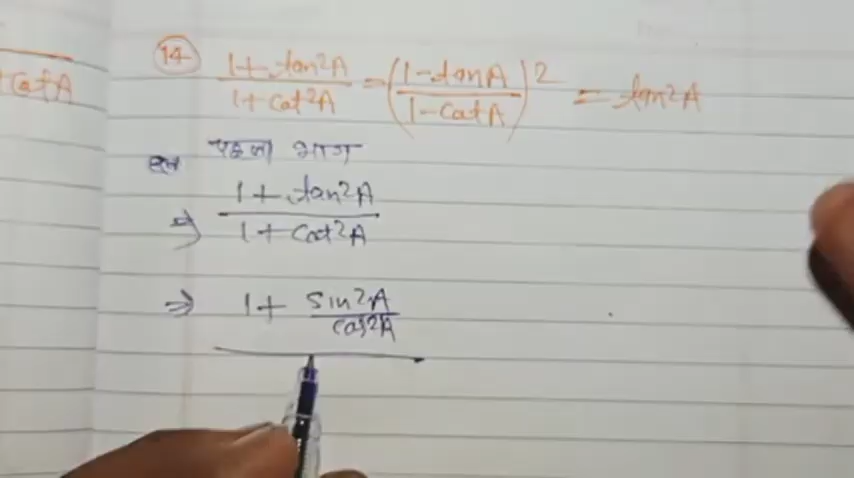 + Cot A
14 1+tan²A / 1+cot²A = (1-tanA / 1-cotA)² = tan²A
हल पहला भाग
⇒ 1+tan²A / 1+cot²A
⇒ 1+ sin²A / cos²A